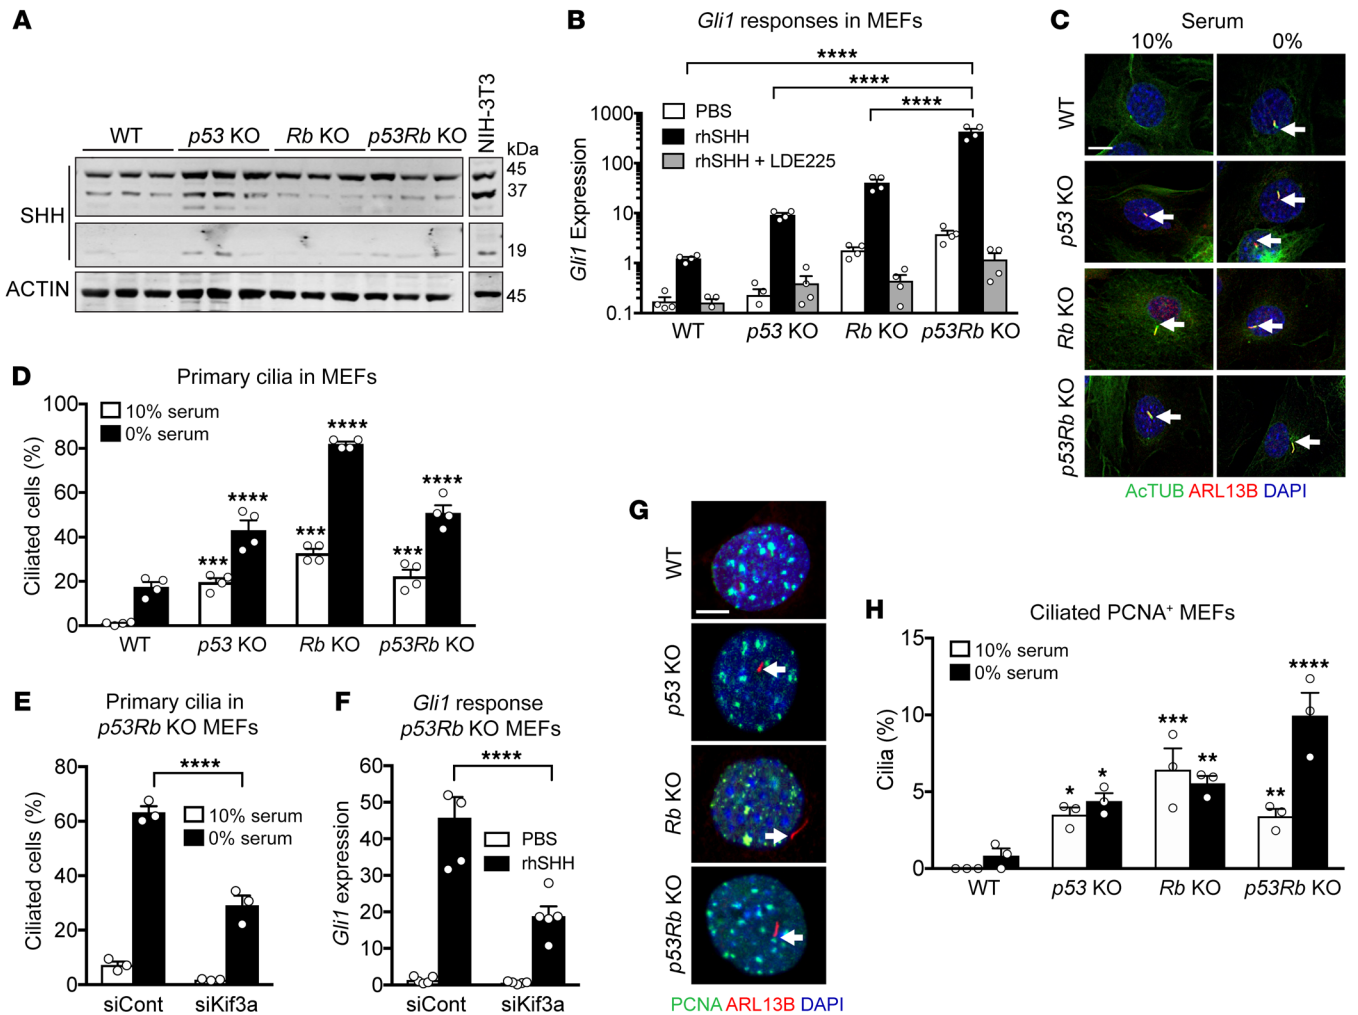 A
WT
p53 KO
Rb KO
p53Rb KO
NIH-3T3
kDa
SHH
45
37
19
ACTIN
45
B
Gli1 responses in MEFs
****
****
****
PBS
rhSHH
rhSHH + LDE225
Gli1 Expression
1000
100
10
1
0.1
WT
p53 KO
Rb KO
p53Rb KO
C
Serum
10%
0%
WT
p53 KO
Rb KO
p53Rb KO
AcTUB ARL13B DAPI
D
Primary cilia in MEFs
10% serum
0% serum
Ciliated cells (%)
100
80
60
40
20
0
***
****
***
****
***
****
WT
p53 KO
Rb KO
p53Rb KO
E
Primary cilia in
p53Rb KO MEFs
****
10% serum
0% serum
Ciliated cells (%)
80
60
40
20
0
siCont
siKif3a
F
Gli1 response
p53Rb KO MEFs
****
PBS
rhSHH
Gli1 expression
60
50
40
30
20
10
0
siCont
siKif3a
G
WT
p53 KO
Rb KO
p53Rb KO
PCNA ARL13B DAPI
H
Ciliated PCNA+ MEFs
10% serum
0% serum
Cilia (%)
15
10
5
0
*
*
***
**
**
****
WT
p53 KO
Rb KO
p53Rb KO